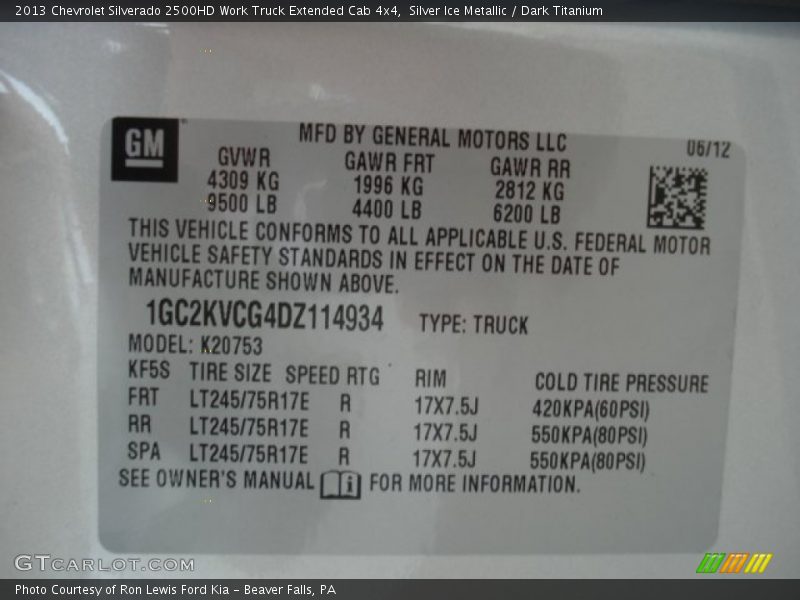 2013 Chevrolet Silverado 2500HD Work Truck Extended Cab 4x4,  Silver Ice Metallic / Dark Titanium
GM
MFD BY GENERAL MOTORS LLC 06/12
GVWR GAWR FRT GAWR RR
4309 KG 1996 KG 2812 KG
9500 LB 4400 LB 6200 LB
THIS VEHICLE CONFORMS TO ALL APPLICABLE U.S. FEDERAL MOTOR
VEHICLE SAFETY STANDARDS IN EFFECT ON THE DATE OF
MANUFACTURE SHOWN ABOVE.
1GC2KVCG4DZ114934 TYPE: TRUCK
MODEL: K20753
KF5S TIRE SIZE SPEED RTG RIM COLD TIRE PRESSURE
FRT LT245/75R17E R 17X7.5J 420KPA(60PSI)
RR LT245/75R17E R 17X7.5J 550KPA(80PSI)
SPA LT245/75R17E R 17X7.5J 550KPA(80PSI)
SEE OWNER'S MANUAL i FOR MORE INFORMATION.
GTCARLOT.COM
Photo Courtesy of Ron Lewis Ford Kia – Beaver Falls, PA